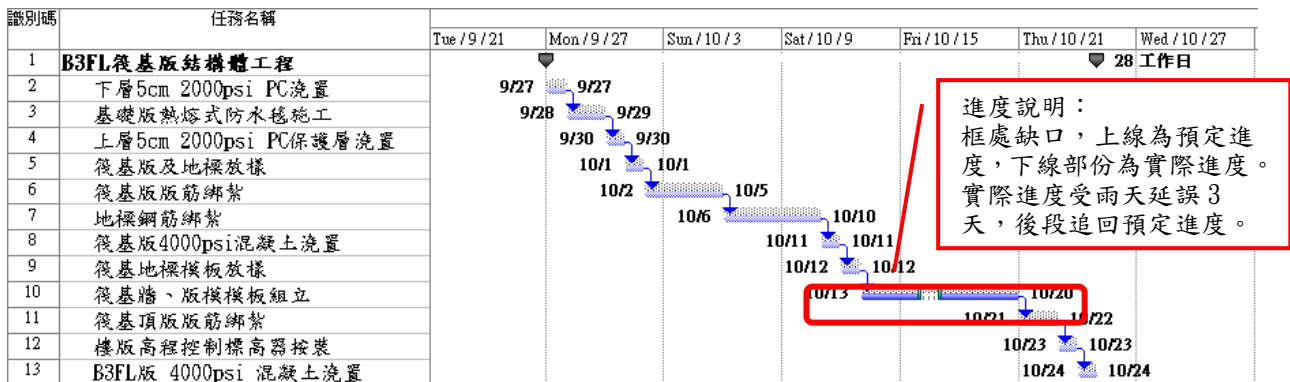 識別碼 任務名稱
Tue / 9 / 21 Mon / 9 / 27 Sun / 10 / 3 Sat / 10 / 9 Fri / 10 / 15 Thu / 10 / 21 Wed / 10 / 27
1 B3FL筏基版結構體工程 28 工作日
2 下層5cm 2000psi PC澆置 9/27 9/27
3 基礎版熱熔式防水毯施工 9/28 9/29
4 上層5cm 2000psi PC保護層澆置 9/30 9/30
5 筏基版及地樑放樣 10/1 10/1
6 筏基版版筋綁紮 10/2 10/5
7 地樑鋼筋綁紮 10/6 10/10
8 筏基版4000psi混凝土澆置 10/11 10/11
9 筏基地樑模板放樣 10/12 10/12
10 筏基牆、版模模板組立 10/13 10/20
11 筏基頂版版筋綁紮 10/21 10/22
12 樓版高程控制標高器按裝 10/23 10/23
13 B3FL版 4000psi 混凝土澆置 10/24 10/24
進度說明：
框處缺口，上線為預定進
度，下線部份為實際進度。
實際進度受雨天延誤 3
天，後段追回預定進度。